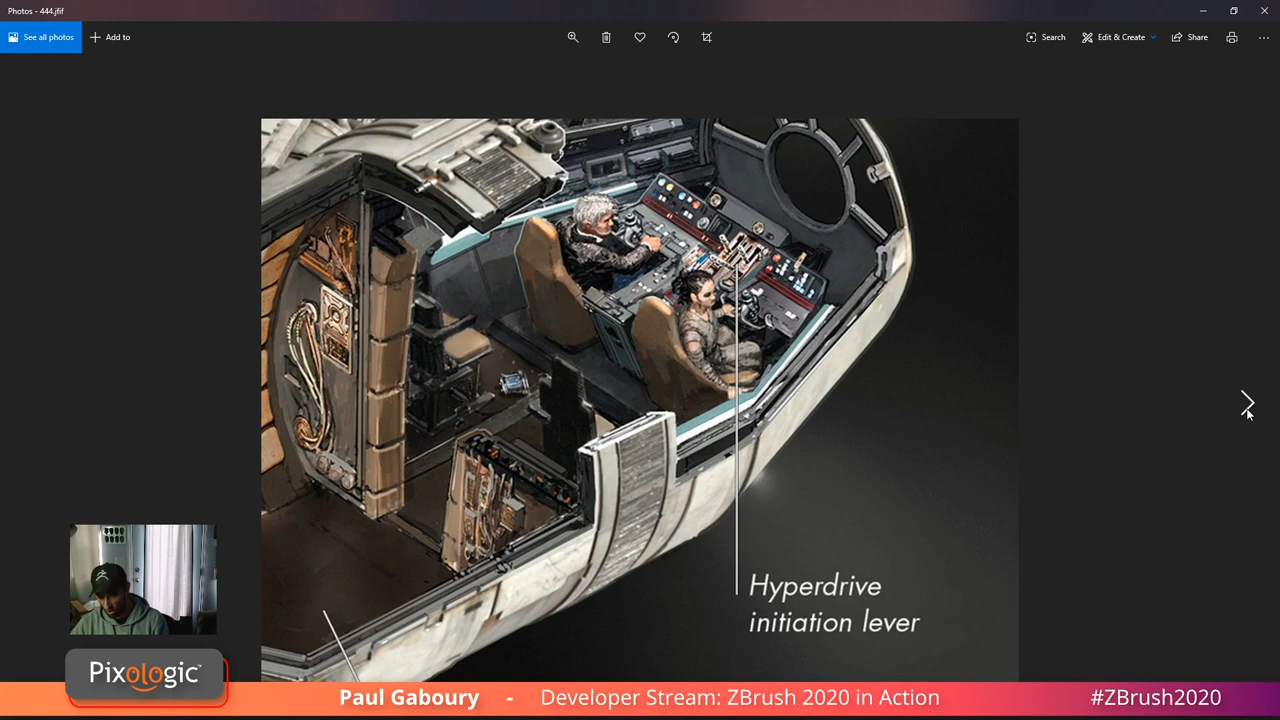 Photos - 444.jfif
See all photos
Add to
Search
Edit & Create
Share
Hyperdrive
initiation lever
Pixologic™
Paul Gaboury - Developer Stream: ZBrush 2020 in Action #ZBrush2020